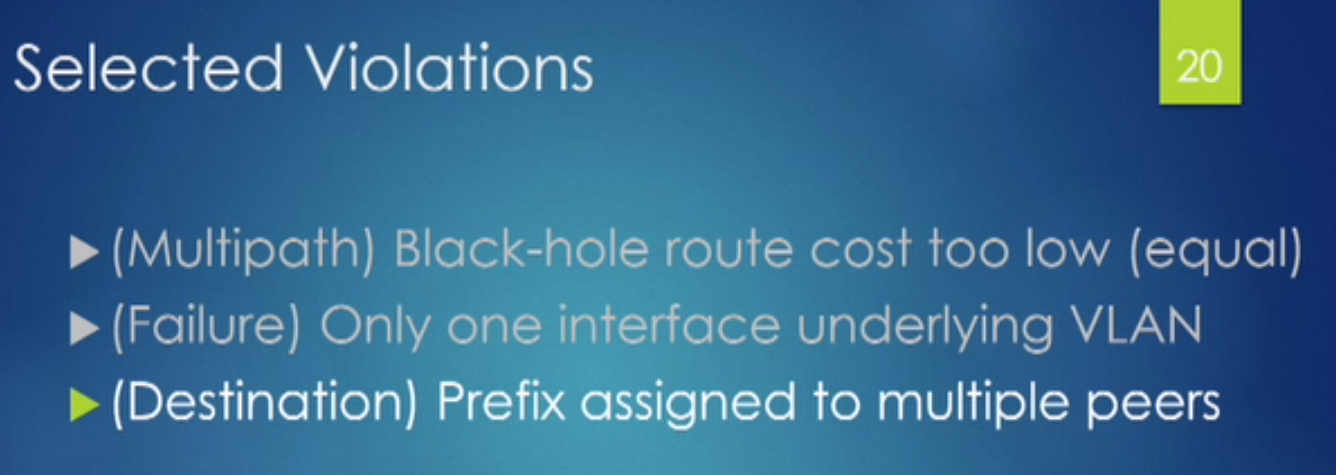 Selected Violations
20
(Multipath) Black-hole route cost too low (equal)
(Failure) Only one interface underlying VLAN
(Destination) Prefix assigned to multiple peers